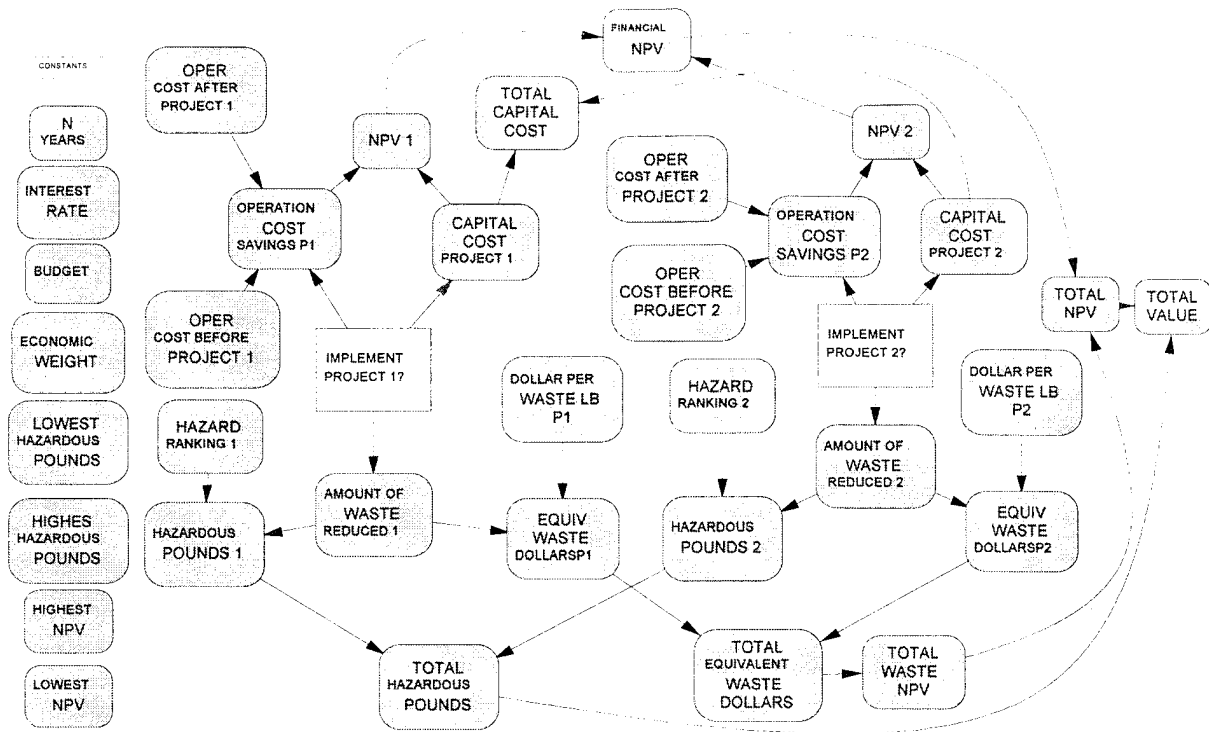 CONSTANTS
N
YEARS
INTEREST
RATE
BUDGET
ECONOMIC
WEIGHT
LOWEST
HAZARDOUS
POUNDS
HIGHES
HAZARDOUS
POUNDS
HIGHEST
NPV
LOWEST
NPV
OPER
COST AFTER
PROJECT 1
OPERATION
COST
SAVINGS P1
OPER
COST BEFORE
PROJECT 1
HAZARD
RANKING 1
HAZARDOUS
POUNDS 1
NPV 1
CAPITAL
COST
PROJECT 1
IMPLEMENT
PROJECT 1?
AMOUNT OF
WASTE
REDUCED 1
TOTAL
CAPITAL
COST
FINANCIAL
NPV
DOLLAR PER
WASTE LB
P1
EQUIV
WASTE
DOLLARSP1
TOTAL
HAZARDOUS
POUNDS
OPER
COST AFTER
PROJECT 2
OPER
COST BEFORE
PROJECT 2
HAZARD
RANKING 2
HAZARDOUS
POUNDS 2
NPV 2
OPERATION
COST
SAVINGS P2
CAPITAL
COST
PROJECT 2
IMPLEMENT
PROJECT 2?
AMOUNT OF
WASTE
REDUCED 2
DOLLAR PER
WASTE LB
P2
EQUIV
WASTE
DOLLARSP2
TOTAL
EQUIVALENT
WASTE
DOLLARS
TOTAL
WASTE
NPV
TOTAL
NPV
TOTAL
VALUE